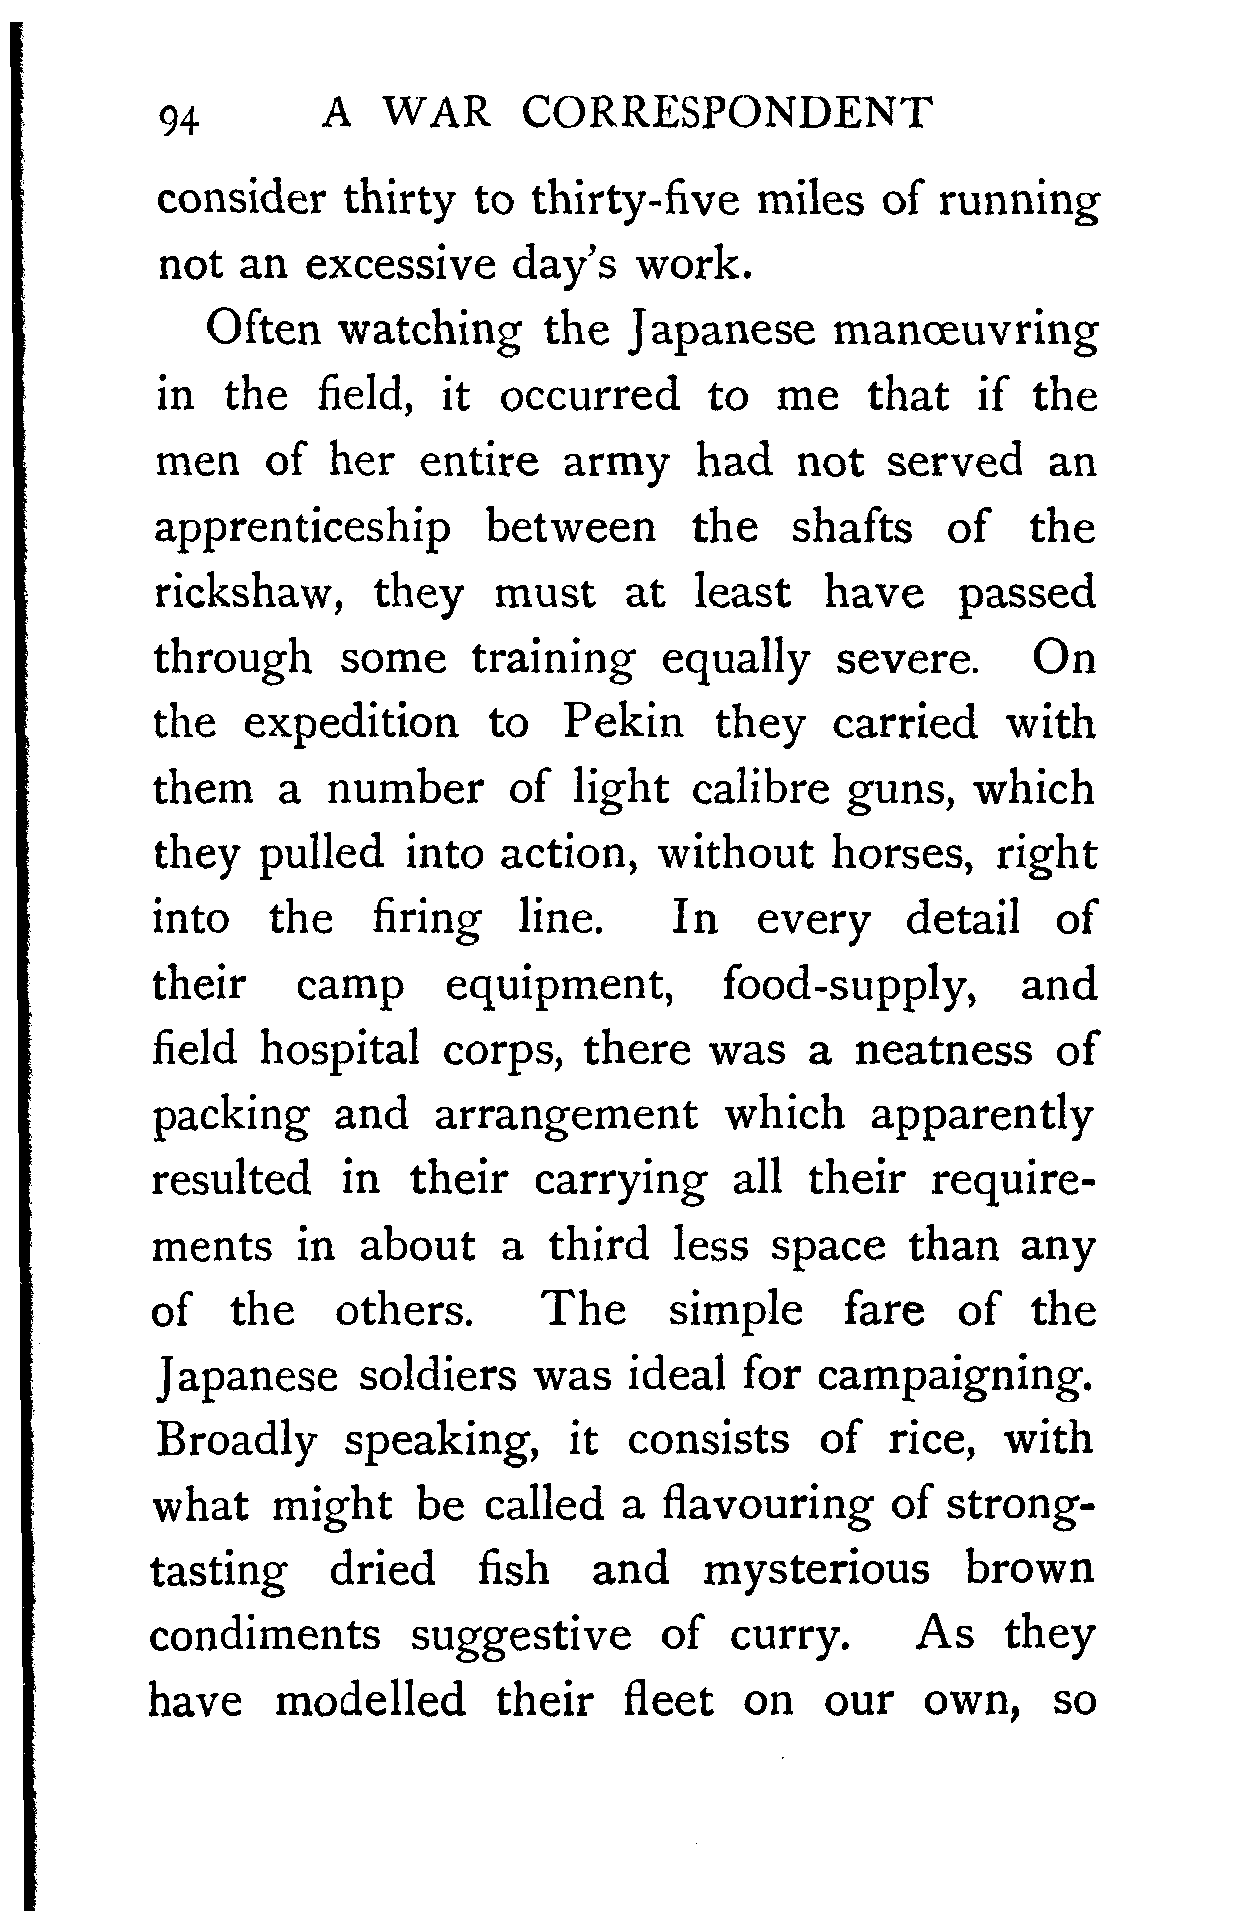 94 A WAR CORRESPONDENT
consider thirty to thirty-five miles of running
not an excessive day's work.
Often watching the Japanese manœuvring
in the field, it occurred to me that if the
men of her entire army had not served an
apprenticeship between the shafts of the
rickshaw, they must at least have passed
through some training equally severe. On
the expedition to Pekin they carried with
them a number of light calibre guns, which
they pulled into action, without horses, right
into the firing line. In every detail of
their camp equipment, food-supply, and
field hospital corps, there was a neatness of
packing and arrangement which apparently
resulted in their carrying all their require-
ments in about a third less space than any
of the others. The simple fare of the
Japanese soldiers was ideal for campaigning.
Broadly speaking, it consists of rice, with
what might be called a flavouring of strong-
tasting dried fish and mysterious brown
condiments suggestive of curry. As they
have modelled their fleet on our own, so